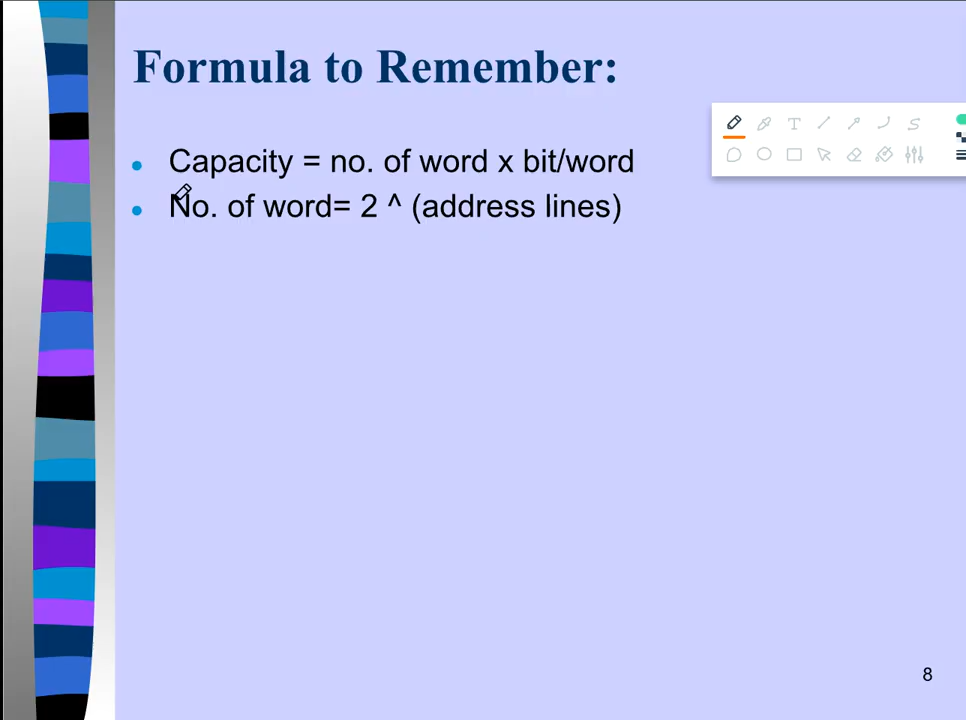 Formula to Remember:
Capacity = no. of word x bit/word
No. of word= 2 ^ (address lines)
8